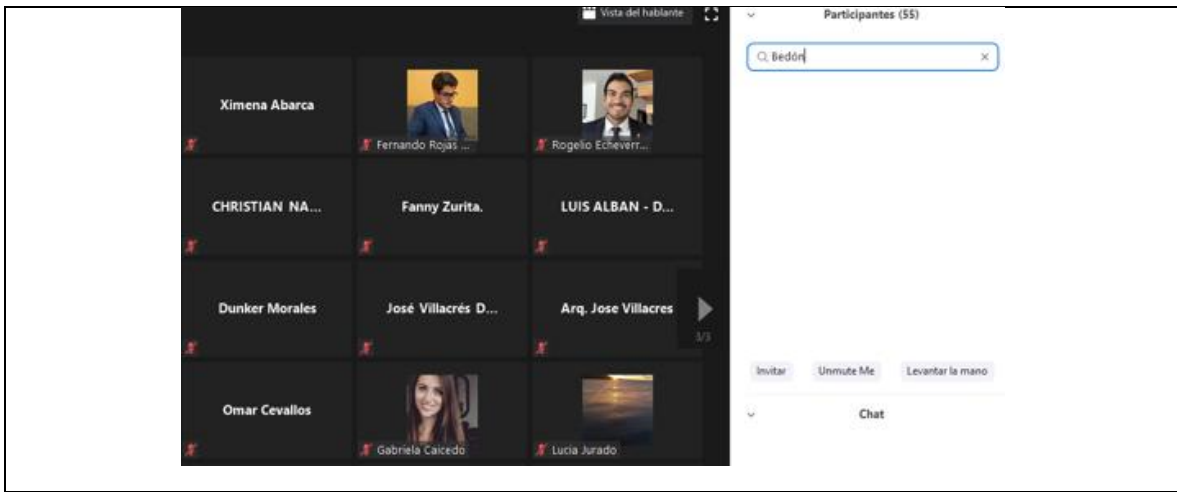 Vista del hablante
Participantes (55)
Bedón
Ximena Abarca
Fernando Rojas ...
Rogelio Echeverr...
CHRISTIAN NA...
Fanny Zurita.
LUIS ALBAN - D...
Dunker Morales
José Villacrés D...
Arq. Jose Villacres
3/3
Omar Cevallos
Gabriela Caicedo
Lucia Jurado
Invitar
Unmute Me
Levantar la mano
Chat